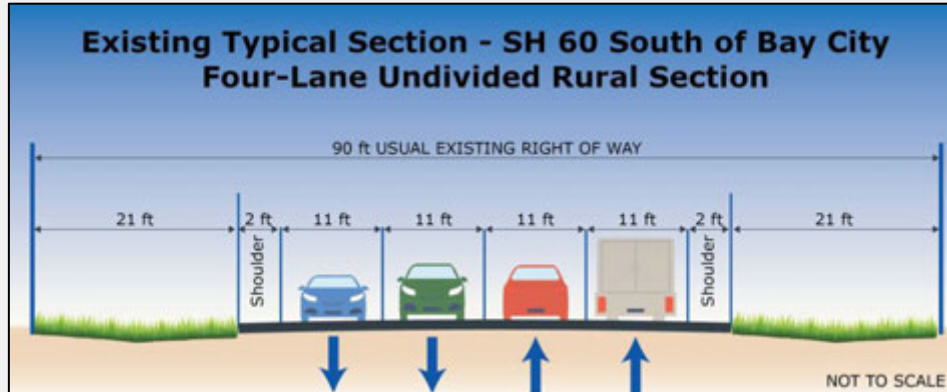 Existing Typical Section - SH 60 South of Bay City
Four-Lane Undivided Rural Section
90 ft USUAL EXISTING RIGHT OF WAY
21 ft 2 ft 11 ft 11 ft 11 ft 11 ft 2 ft 21 ft
Shoulder Shoulder
NOT TO SCALE